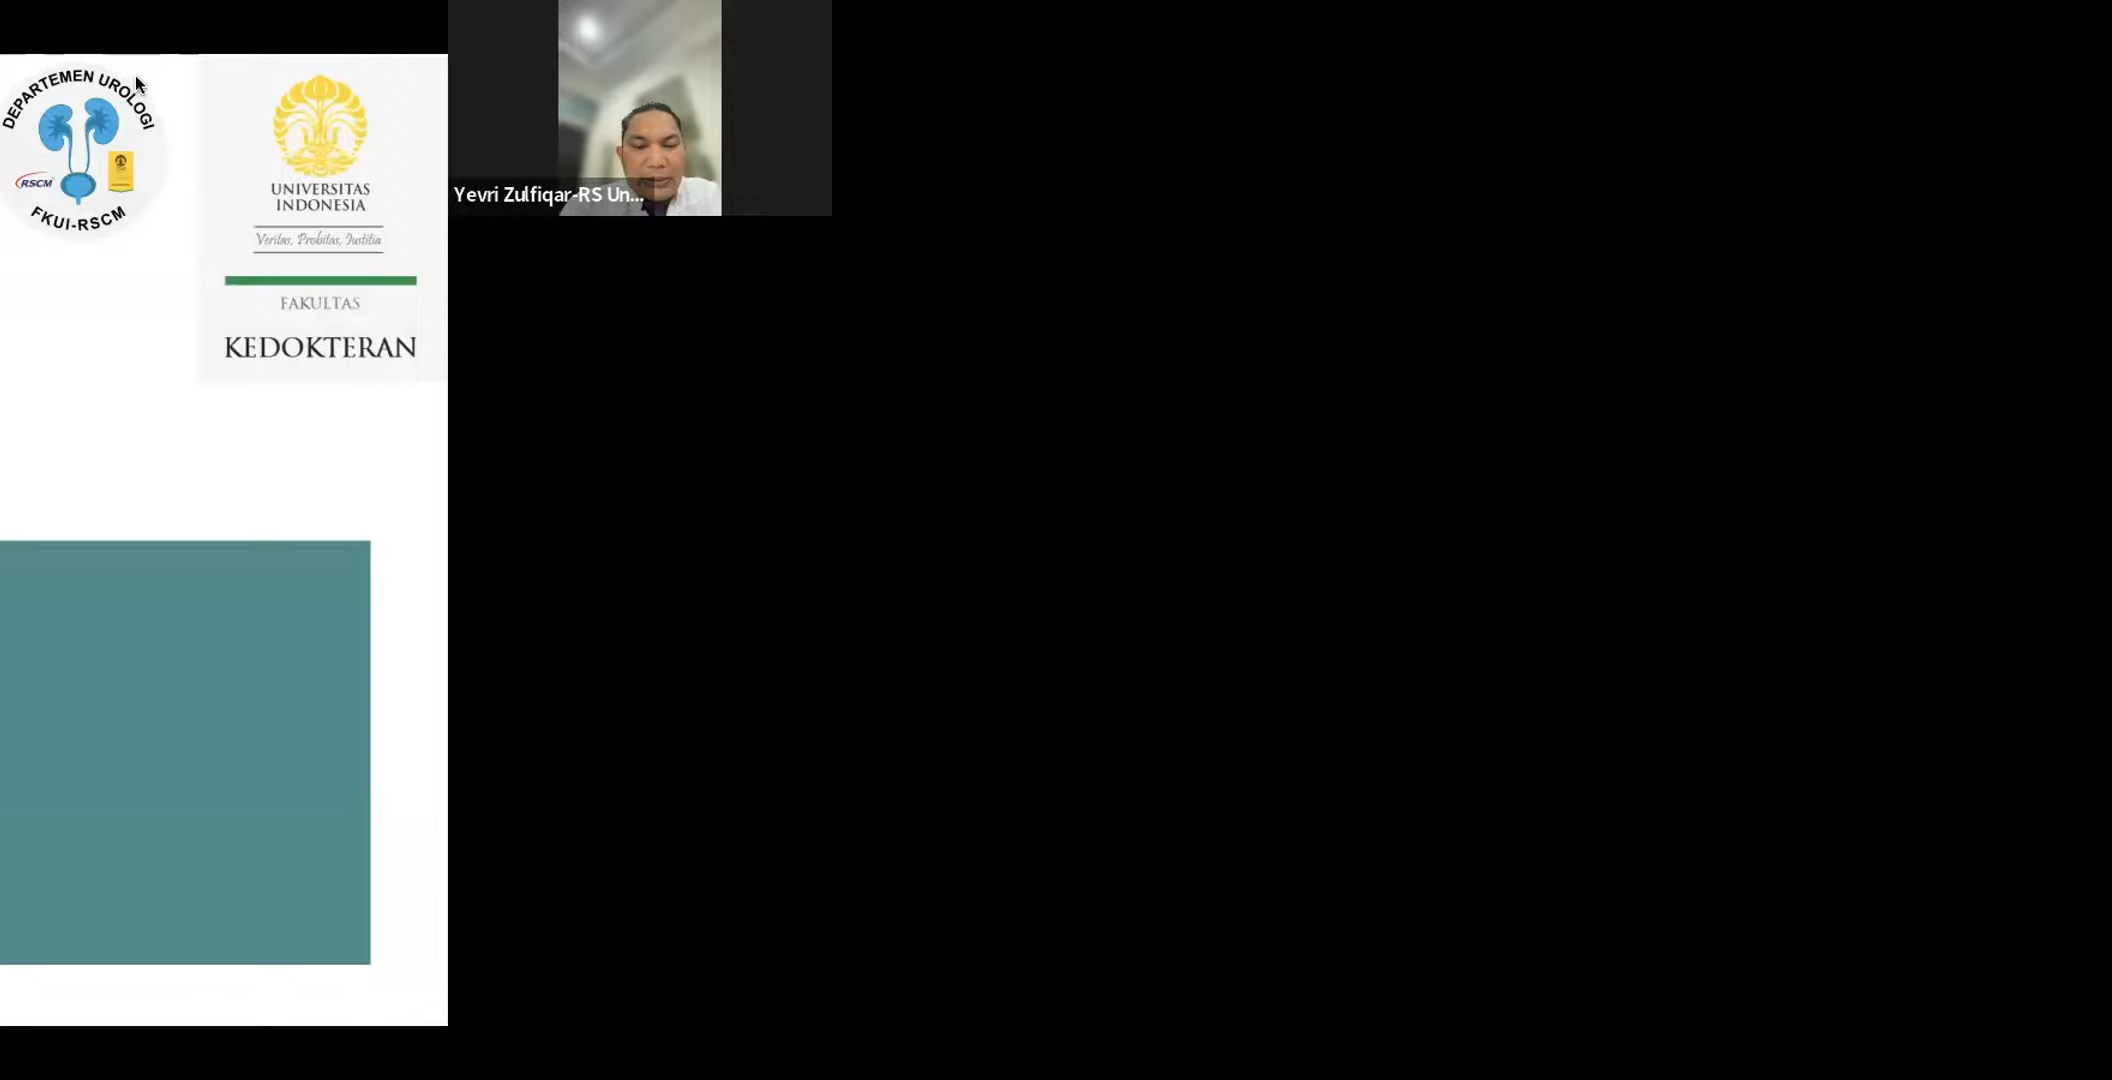 DEPARTEMEN UROLOGI
RSCM
FKUI-RSCM
UNIVERSITAS
INDONESIA
Veritas, Probitas, Iustitia
FAKULTAS
KEDOKTERAN
Yevri Zulfiqar-RS Un...